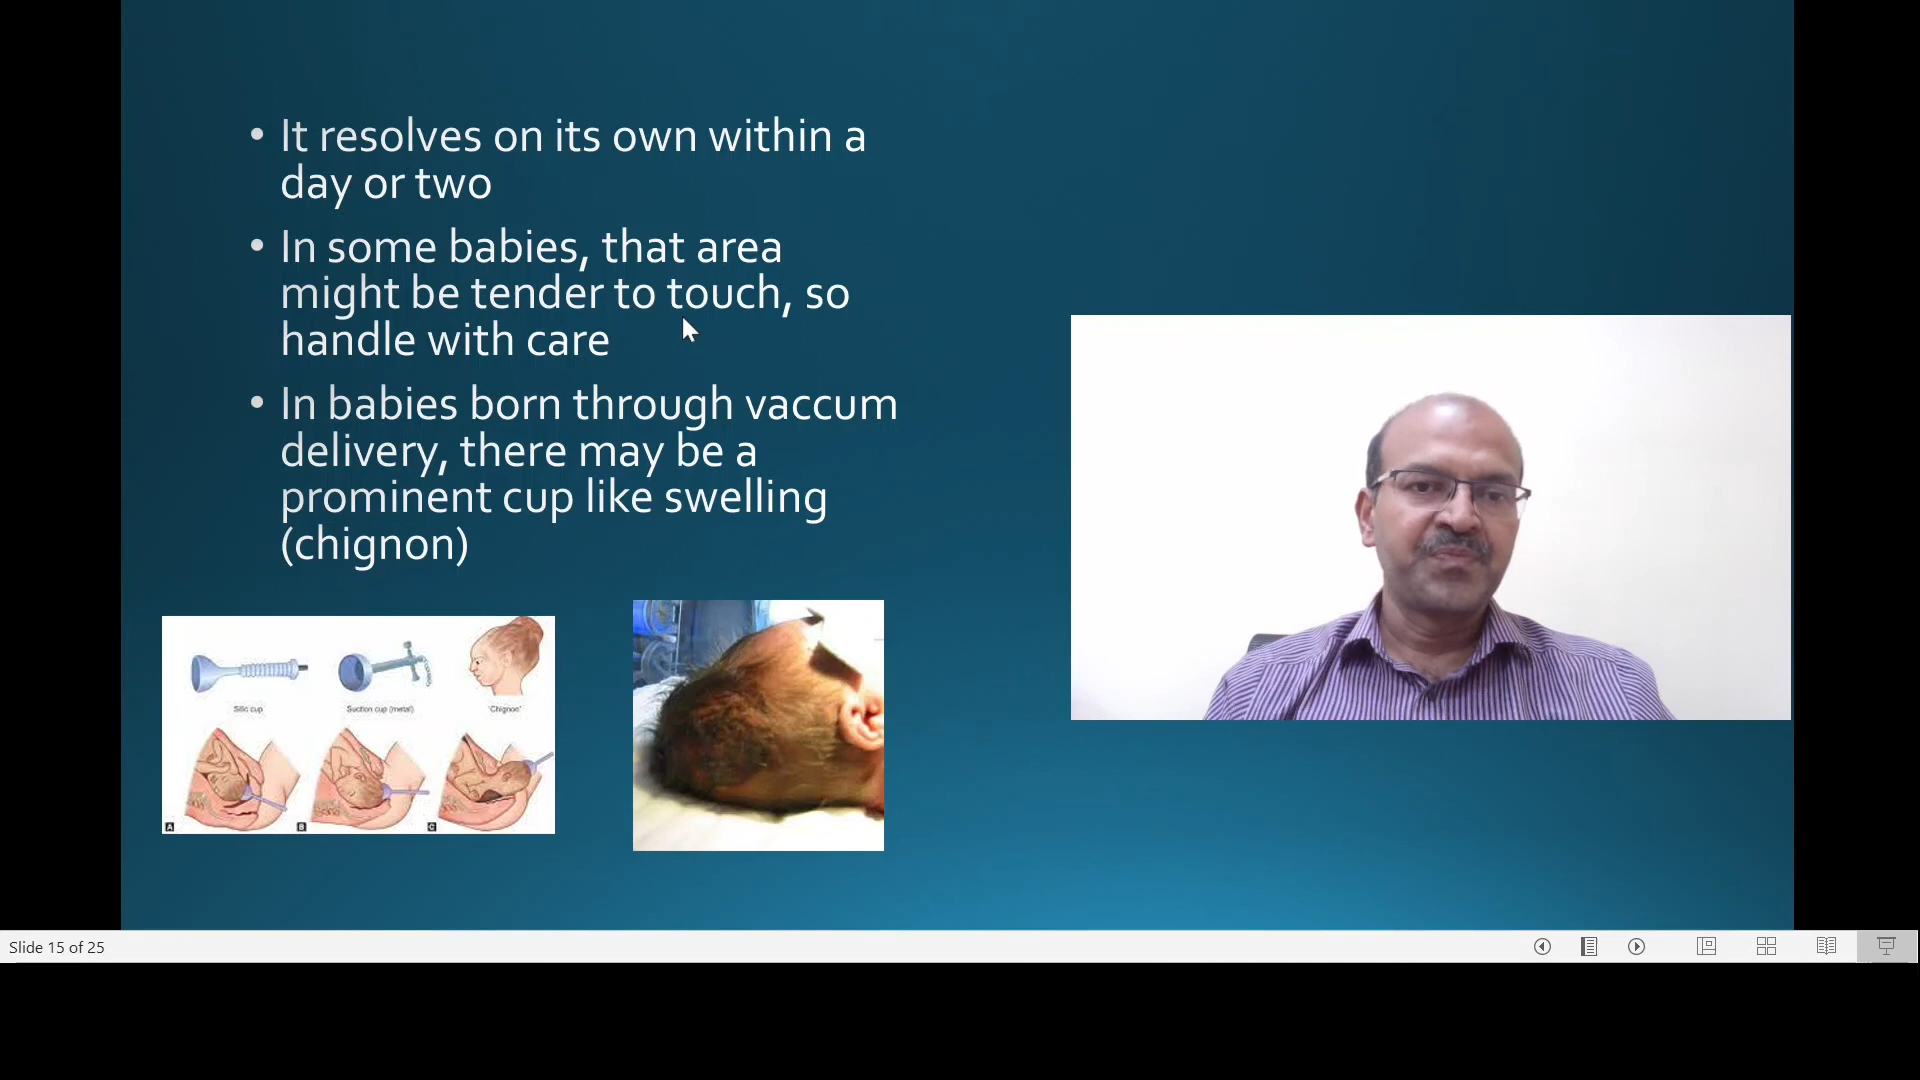 • It resolves on its own within a
day or two
• In some babies, that area
might be tender to touch, so
handle with care
• In babies born through vaccum
delivery, there may be a
prominent cup like swelling
(chignon)
Silic cup
Suction cup (metal)
'Chignon'
A
B
C
Slide 15 of 25